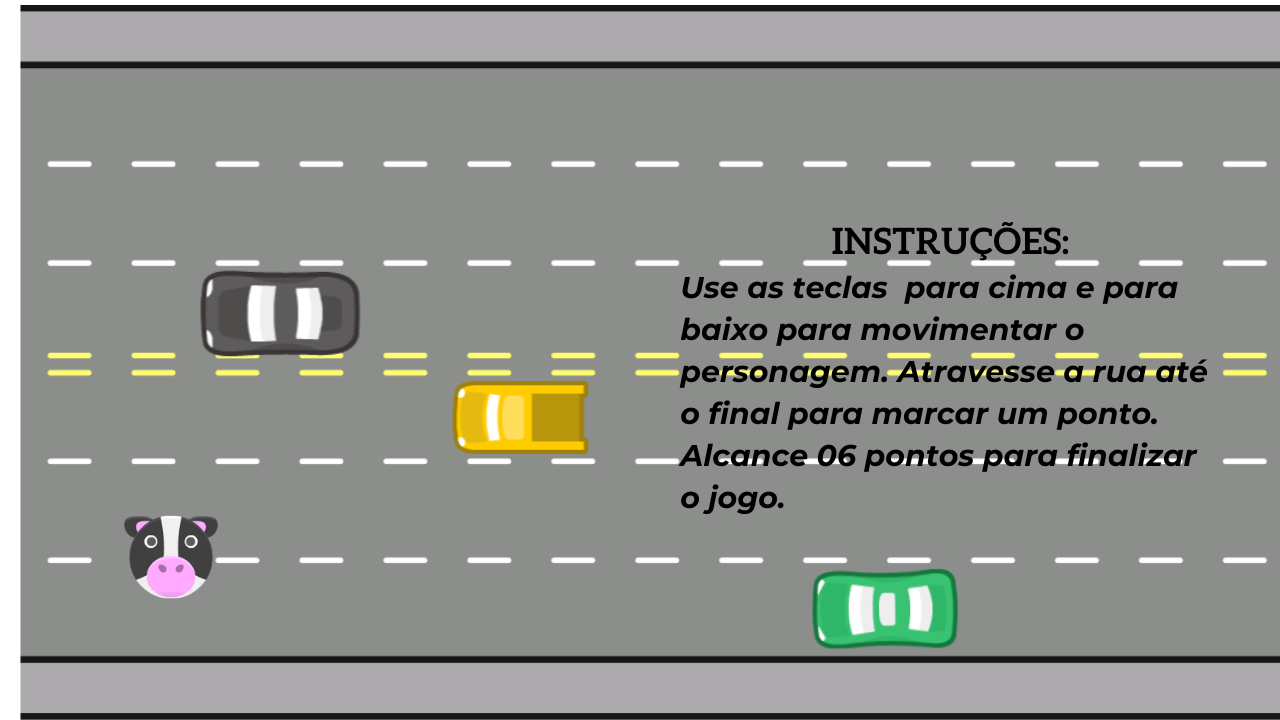 INSTRUÇÕES:
Use as teclas  para cima e para
baixo para movimentar o
personagem. Atravesse a rua até
o final para marcar um ponto.
Alcance 06 pontos para finalizar
o jogo.